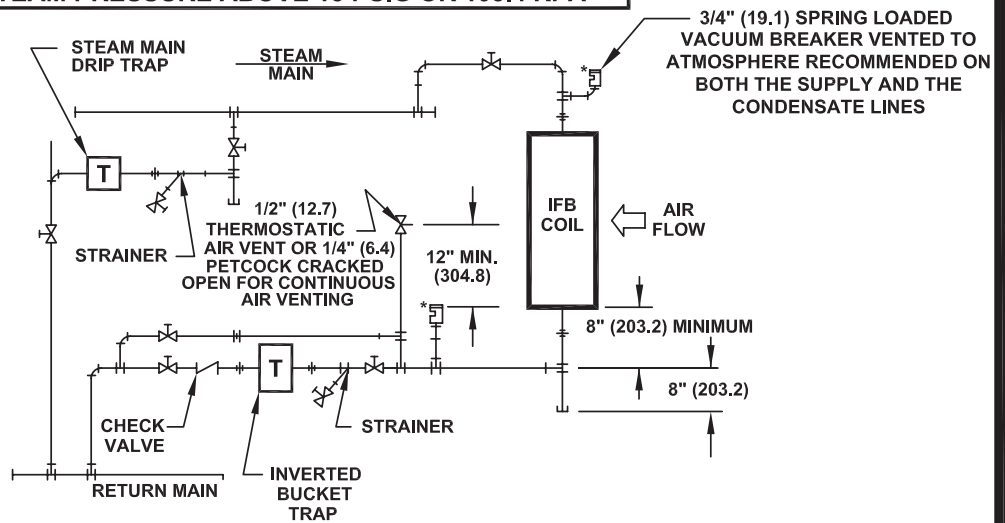 3/4" (19.1) SPRING LOADED
VACUUM BREAKER VENTED TO
ATMOSPHERE RECOMMENDED ON
BOTH THE SUPPLY AND THE
CONDENSATE LINES
STEAM MAIN
DRIP TRAP
STEAM
MAIN
*
T
IFB
COIL
AIR
FLOW
STRAINER
1/2" (12.7)
THERMOSTATIC
AIR VENT OR 1/4" (6.4)
PETCOCK CRACKED
OPEN FOR CONTINUOUS
AIR VENTING
12" MIN.
(304.8)
*
8" (203.2) MINIMUM
T
8" (203.2)
CHECK
VALVE
STRAINER
INVERTED
BUCKET
TRAP
RETURN MAIN